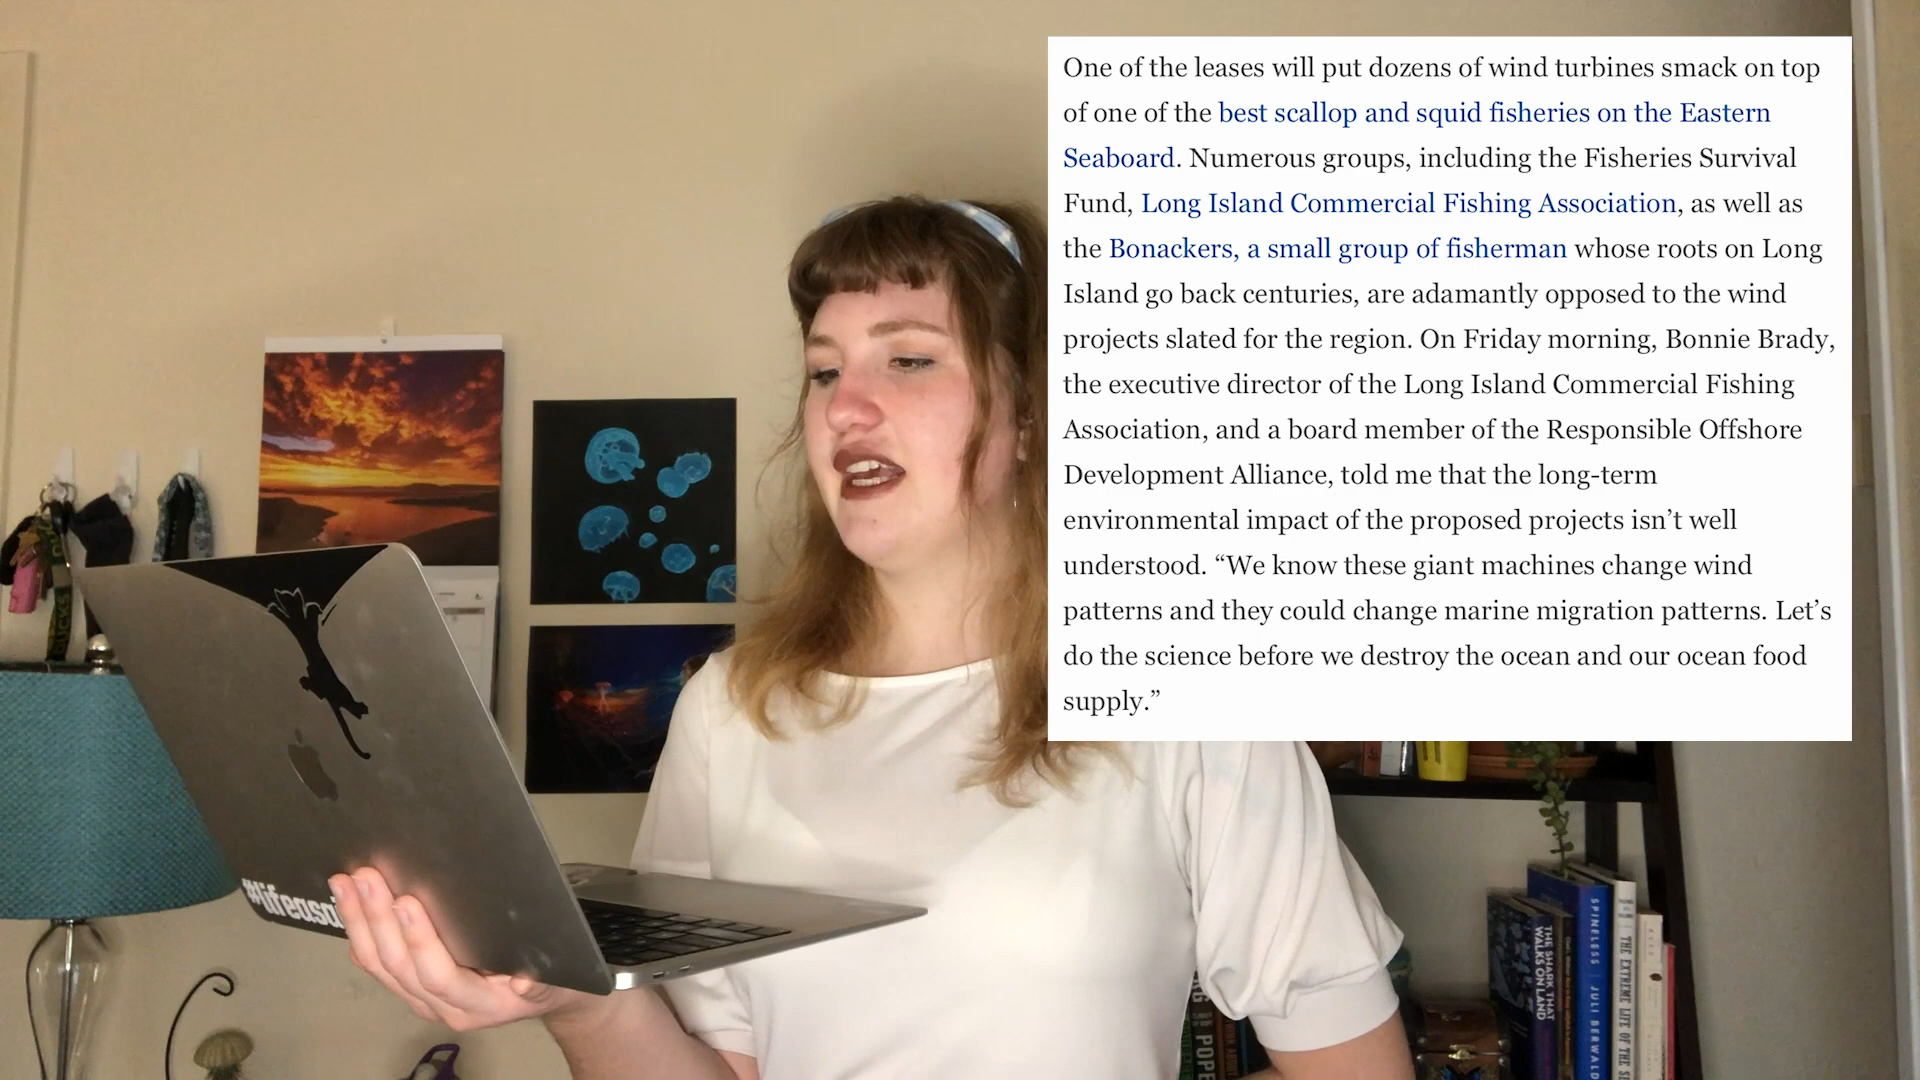 One of the leases will put dozens of wind turbines smack on top
of one of the best scallop and squid fisheries on the Eastern
Seaboard. Numerous groups, including the Fisheries Survival
Fund, Long Island Commercial Fishing Association, as well as
the Bonackers, a small group of fisherman whose roots on Long
Island go back centuries, are adamantly opposed to the wind
projects slated for the region. On Friday morning, Bonnie Brady,
the executive director of the Long Island Commercial Fishing
Association, and a board member of the Responsible Offshore
Development Alliance, told me that the long-term
environmental impact of the proposed projects isn’t well
understood. “We know these giant machines change wind
patterns and they could change marine migration patterns. Let’s
do the science before we destroy the ocean and our ocean food
supply.”
#lifeasa
THE SHARK THAT
WALKS ON LAND
SPINELESS JULI BERWALD
THE EXTREME LIFE OF THE